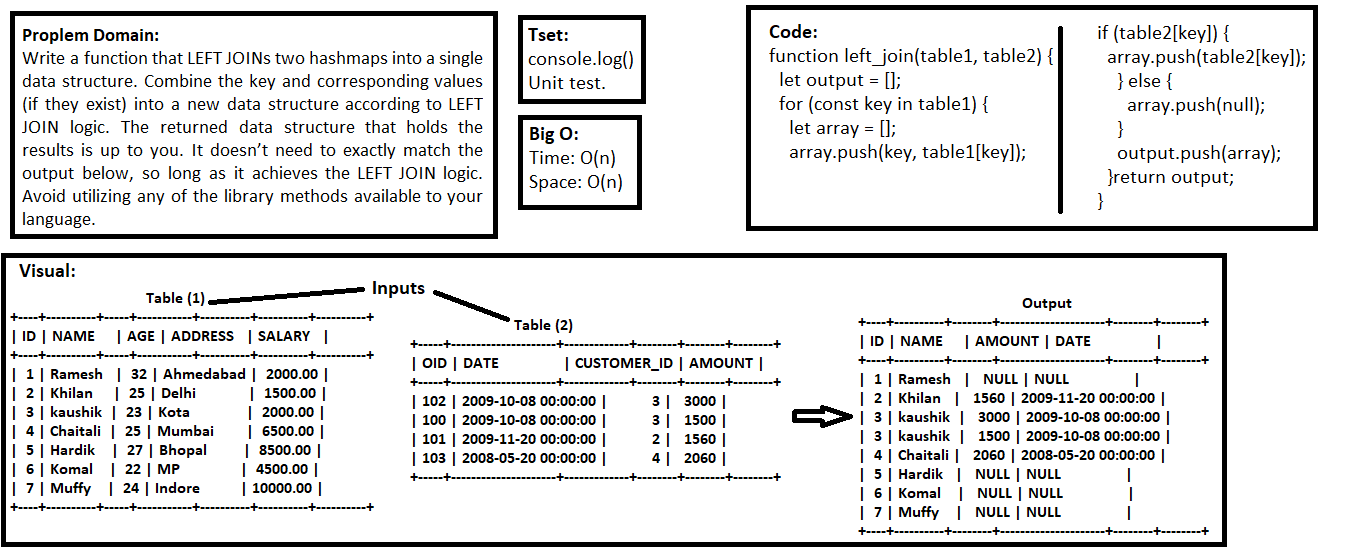 Proplem Domain:
Write a function that LEFT JOINs two hashmaps into a single
data structure. Combine the key and corresponding values
(if they exist) into a new data structure according to LEFT
JOIN logic. The returned data structure that holds the
results is up to you. It doesn't need to exactly match the
output below, so long as it achieves the LEFT JOIN logic.
Avoid utilizing any of the library methods available to your
language.
Tset:
console.log()
Unit test.
Big O:
Time: O(n)
Space: O(n)
Code:
function left_join(table1, table2) {
let output = [];
for (const key in table1) {
let array = [];
array.push(key, table1[key]);
if (table2[key]) {
array.push(table2[key]);
} else {
array.push(null);
}
output.push(array);
}return output;
}
Visual:
Inputs
Table (1)
+----+----------+-----+-----------+----------+----------+
| ID | NAME | AGE | ADDRESS | SALARY |
+----+----------+-----+-----------+----------+----------+
| 1 | Ramesh | 32 | Ahmedabad | 2000.00 |
| 2 | Khilan | 25 | Delhi | 1500.00 |
| 3 | kaushik | 23 | Kota | 2000.00 |
| 4 | Chaitali | 25 | Mumbai | 6500.00 |
| 5 | Hardik | 27 | Bhopal | 8500.00 |
| 6 | Komal | 22 | MP | 4500.00 |
| 7 | Muffy | 24 | Indore | 10000.00 |
+----+----------+-----+-----------+----------+----------+
Table (2)
+-----+---------------------+-------------+--------+--------+
| OID | DATE | CUSTOMER_ID | AMOUNT |
+-----+---------------------+-------------+--------+--------+
| 102 | 2009-10-08 00:00:00 | 3 | 3000 |
| 100 | 2009-10-08 00:00:00 | 3 | 1500 |
| 101 | 2009-11-20 00:00:00 | 2 | 1560 |
| 103 | 2008-05-20 00:00:00 | 4 | 2060 |
+-----+---------------------+-------------+--------+--------+
Output
+----+----------+--------+---------------------+--------+--------+
| ID | NAME | AMOUNT | DATE |
+----+----------+--------+---------------------+--------+--------+
| 1 | Ramesh | NULL | NULL |
| 2 | Khilan | 1560 | 2009-11-20 00:00:00 |
| 3 | kaushik | 3000 | 2009-10-08 00:00:00 |
| 3 | kaushik | 1500 | 2009-10-08 00:00:00 |
| 4 | Chaitali | 2060 | 2008-05-20 00:00:00 |
| 5 | Hardik | NULL | NULL |
| 6 | Komal | NULL | NULL |
| 7 | Muffy | NULL | NULL |
+----+----------+--------+---------------------+--------+--------+